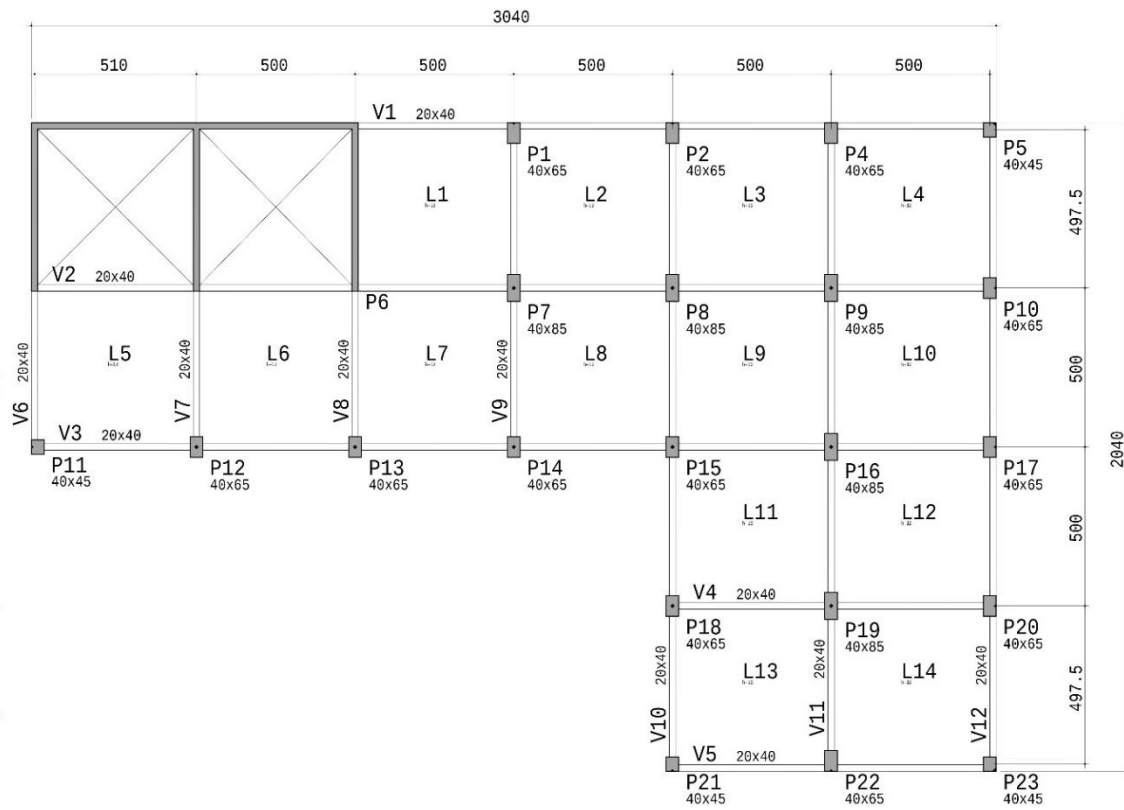 3040
510 500 500 500 500 500
V1 20x40
P1
40x65
P2
40x65
P4
40x65
P5
40x45
L1 L2 L3 L4
497.5
V2 20x40
P6
P7
40x85
P8
40x85
P9
40x85
P10
40x65
L5 L6 L7 L8 L9 L10
20x40 20x40 20x40 20x40
500
V6 V7 V8 V9
V3 20x40
P11
40x45
P12
40x65
P13
40x65
P14
40x65
P15
40x65
P16
40x85
P17
40x65
2040
L11 L12
500
V4 20x40
P18
40x65
P19
40x85
P20
40x65
20x40 20x40 20x40
L13 L14
497.5
V10 V11 V12
V5 20x40
P21
40x45
P22
40x65
P23
40x45